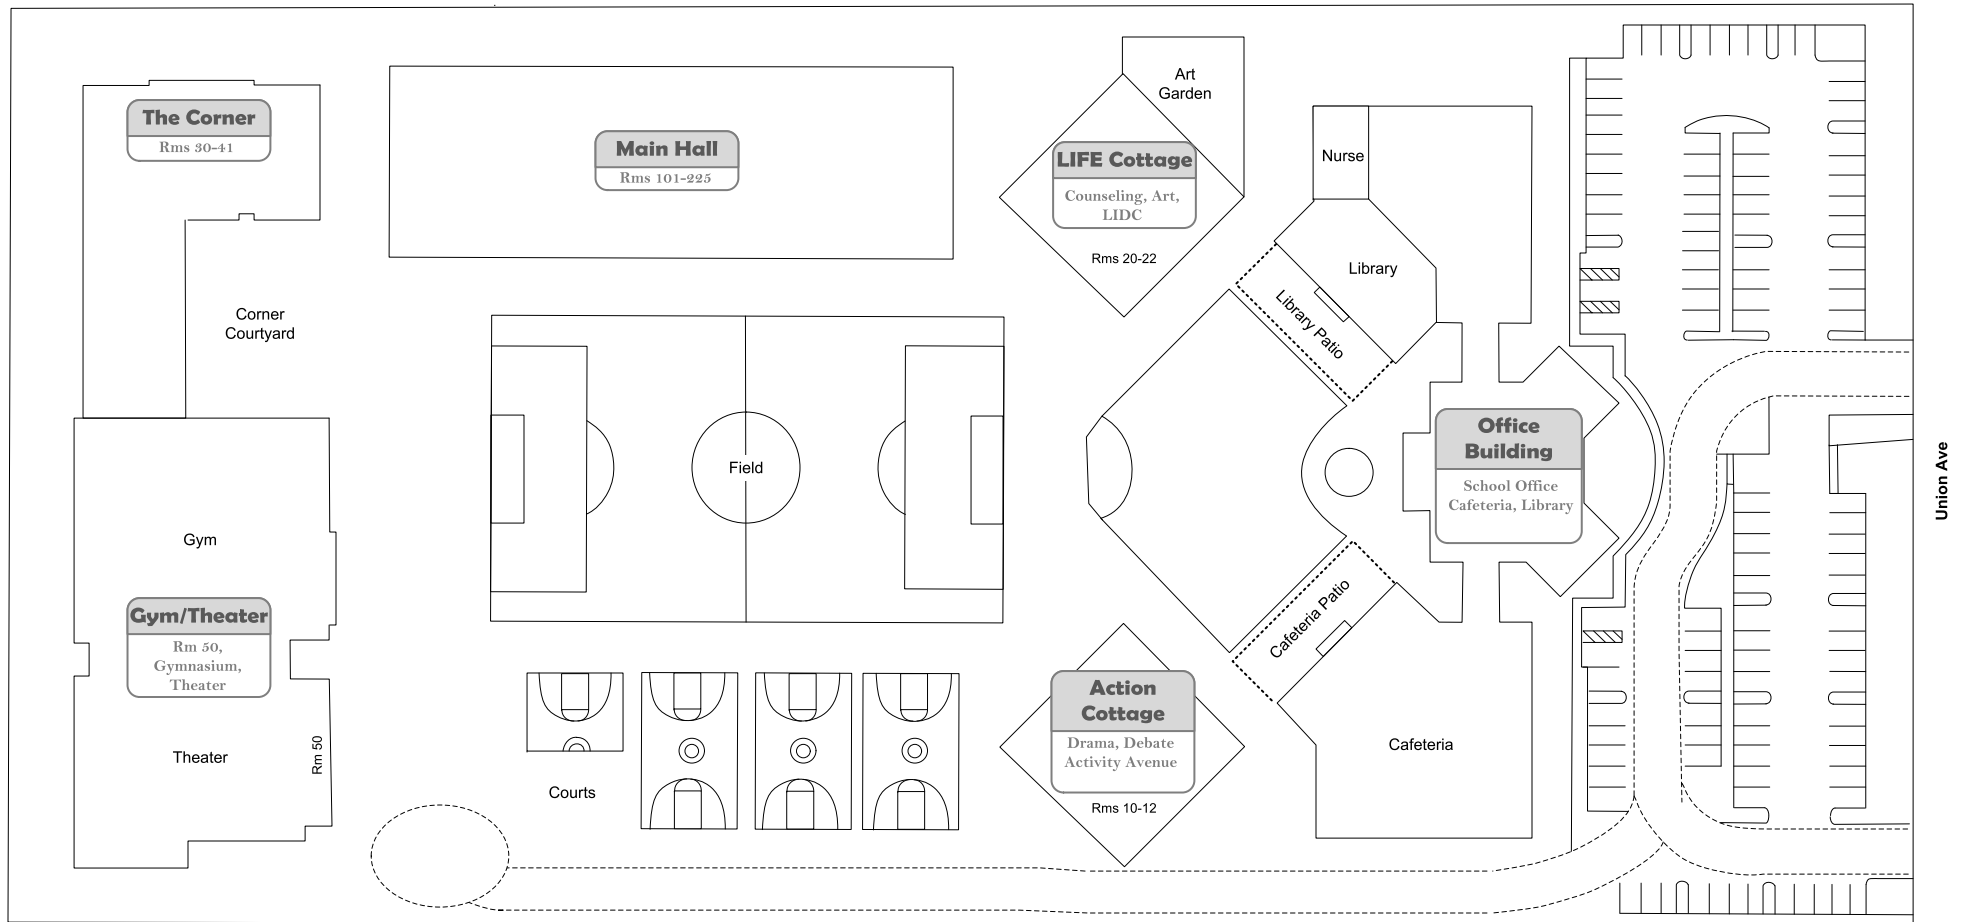 The Corner
Rms 30-41
Main Hall
Rms 101-225
Art
Garden
LIFE Cottage
Counseling, Art,
LIDC
Rms 20-22
Nurse
Library
Library Patio
Corner
Courtyard
Field
Office
Building
School Office
Cafeteria, Library
Union Ave
Gym
Gym/Theater
Rm 50,
Gymnasium,
Theater
Theater
Rm 50
Courts
Cafeteria Patio
Action
Cottage
Drama, Debate
Activity Avenue
Rms 10-12
Cafeteria